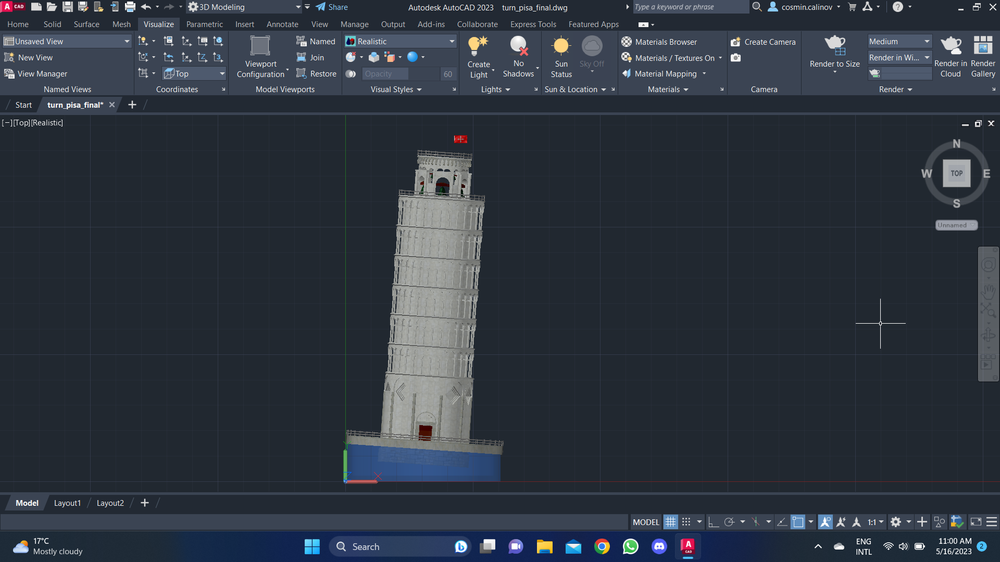 A CAD
3D Modeling
Share
Autodesk AutoCAD 2023 turn_pisa_final.dwg
Type a keyword or phrase
cosmin.calinov
Home Solid Surface Mesh Visualize Parametric Insert Annotate View Manage Output Add-ins Collaborate Express Tools Featured Apps
Unsaved View
New View
View Manager
Named Views
Top
Coordinates
Viewport
Configuration
Named
Join
Restore
Model Viewports
Realistic
Opacity 60
Visual Styles
Create
Light
No
Shadows
Lights
Sun
Status
Sky Off
Sun & Location
Materials Browser
Materials / Textures On
Material Mapping
Materials
Create Camera
Camera
Render to Size
Medium
Render in Wi...
Render in
Cloud
Render
Gallery
Render
Start turn_pisa_final*
[−][Top][Realistic]
N
W TOP E
S
Unnamed
Model Layout1 Layout2
MODEL 1:1
17°C
Mostly cloudy
Search
A CAD
ENG
INTL
11:00 AM
5/16/2023
2